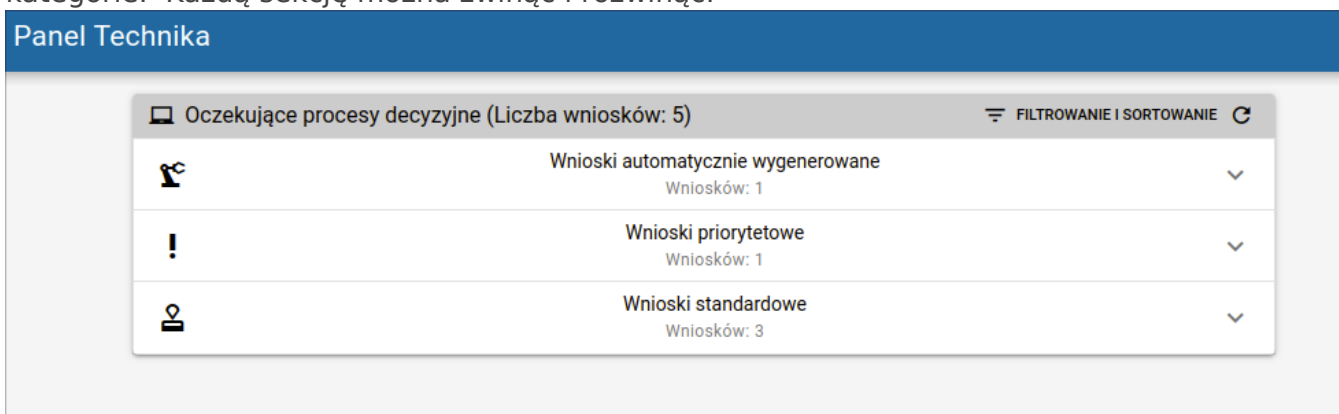 kategorie. Każdą sekcję można zwinąć i rozwinąć.
Panel Technika
Oczekujące procesy decyzyjne (Liczba wniosków: 5) FILTROWANIE I SORTOWANIE
Wnioski automatycznie wygenerowane
Wniosków: 1
Wnioski priorytetowe
Wniosków: 1
Wnioski standardowe
Wniosków: 3